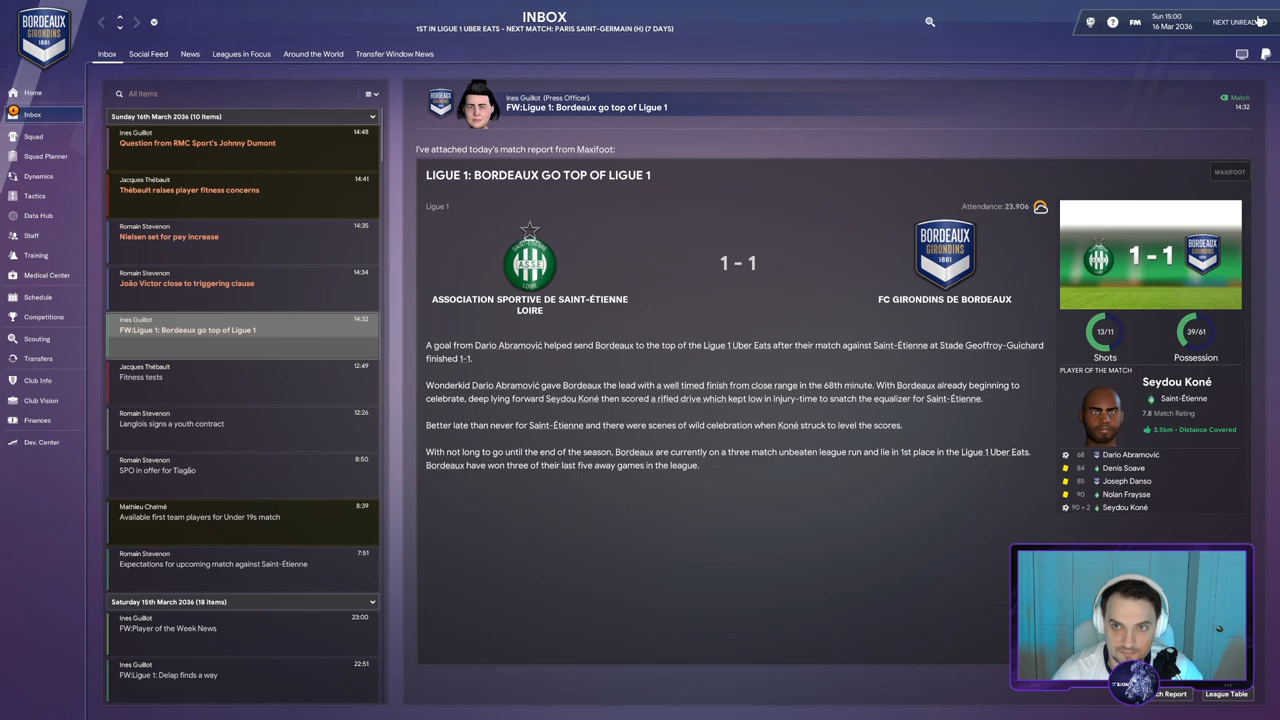 BORDEAUX
GIRONDINS
1881
INBOX
1ST IN LIGUE 1 UBER EATS - NEXT MATCH: PARIS SAINT-GERMAIN (H) (7 DAYS)
FM
Sun 15:00
16 Mar 2036
NEXT UNREAD
Inbox
Social Feed
News
Leagues in Focus
Around the World
Transfer Window News
Home
Inbox
Squad
Squad Planner
Dynamics
Tactics
Data Hub
Staff
Training
Medical Center
Schedule
Competitions
Scouting
Transfers
Club Info
Club Vision
Finances
Dev. Center
All Items
Sunday 16th March 2036 (10 items)
Ines Guillot 14:48
Question from RMC Sport's Johnny Dumont
Jacques Thébault 14:41
Thébault raises player fitness concerns
Romain Stevenon 14:35
Nielsen set for pay increase
Romain Stevenon 14:34
João Victor close to triggering clause
Ines Guillot 14:32
FW:Ligue 1: Bordeaux go top of Ligue 1
Jacques Thébault 12:49
Fitness tests
Romain Stevenon 12:26
Langlois signs a youth contract
Romain Stevenon 8:50
SPO in offer for Tiagão
Mathieu Chalmé 8:39
Available first team players for Under 19s match
Romain Stevenon 7:51
Expectations for upcoming match against Saint-Étienne
Saturday 15th March 2036 (18 items)
Ines Guillot 23:00
FW:Player of the Week News
Ines Guillot 22:51
FW:Ligue 1: Delap finds a way
Ines Guillot (Press Officer)
FW:Ligue 1: Bordeaux go top of Ligue 1
Match
14:32
I've attached today's match report from Maxifoot:
LIGUE 1: BORDEAUX GO TOP OF LIGUE 1
MAXIFOOT
Ligue 1
Attendance: 23,906
1 - 1
ASSOCIATION SPORTIVE DE SAINT-ÉTIENNE
LOIRE
FC GIRONDINS DE BORDEAUX
A goal from Dario Abramović helped send Bordeaux to the top of the Ligue 1 Uber Eats after their match against Saint-Étienne at Stade Geoffroy-Guichard
finished 1-1.
Wonderkid Dario Abramović gave Bordeaux the lead with a well timed finish from close range in the 68th minute. With Bordeaux already beginning to
celebrate, deep lying forward Seydou Koné then scored a rifled drive which kept low in injury-time to snatch the equalizer for Saint-Étienne.
Better late than never for Saint-Étienne and there were scenes of wild celebration when Koné struck to level the scores.
With not long to go until the end of the season, Bordeaux are currently on a three match unbeaten league run and lie in 1st place in the Ligue 1 Uber Eats.
Bordeaux have won three of their last five away games in the league.
1 - 1
13/11
Shots
39/61
Possession
PLAYER OF THE MATCH
Seydou Koné
Saint-Étienne
7.8 Match Rating
3.5km - Distance Covered
68 Dario Abramović
84 Denis Soave
85 Joseph Danso
90 Nolan Fraysse
90 + 2 Seydou Koné
Report
League Table